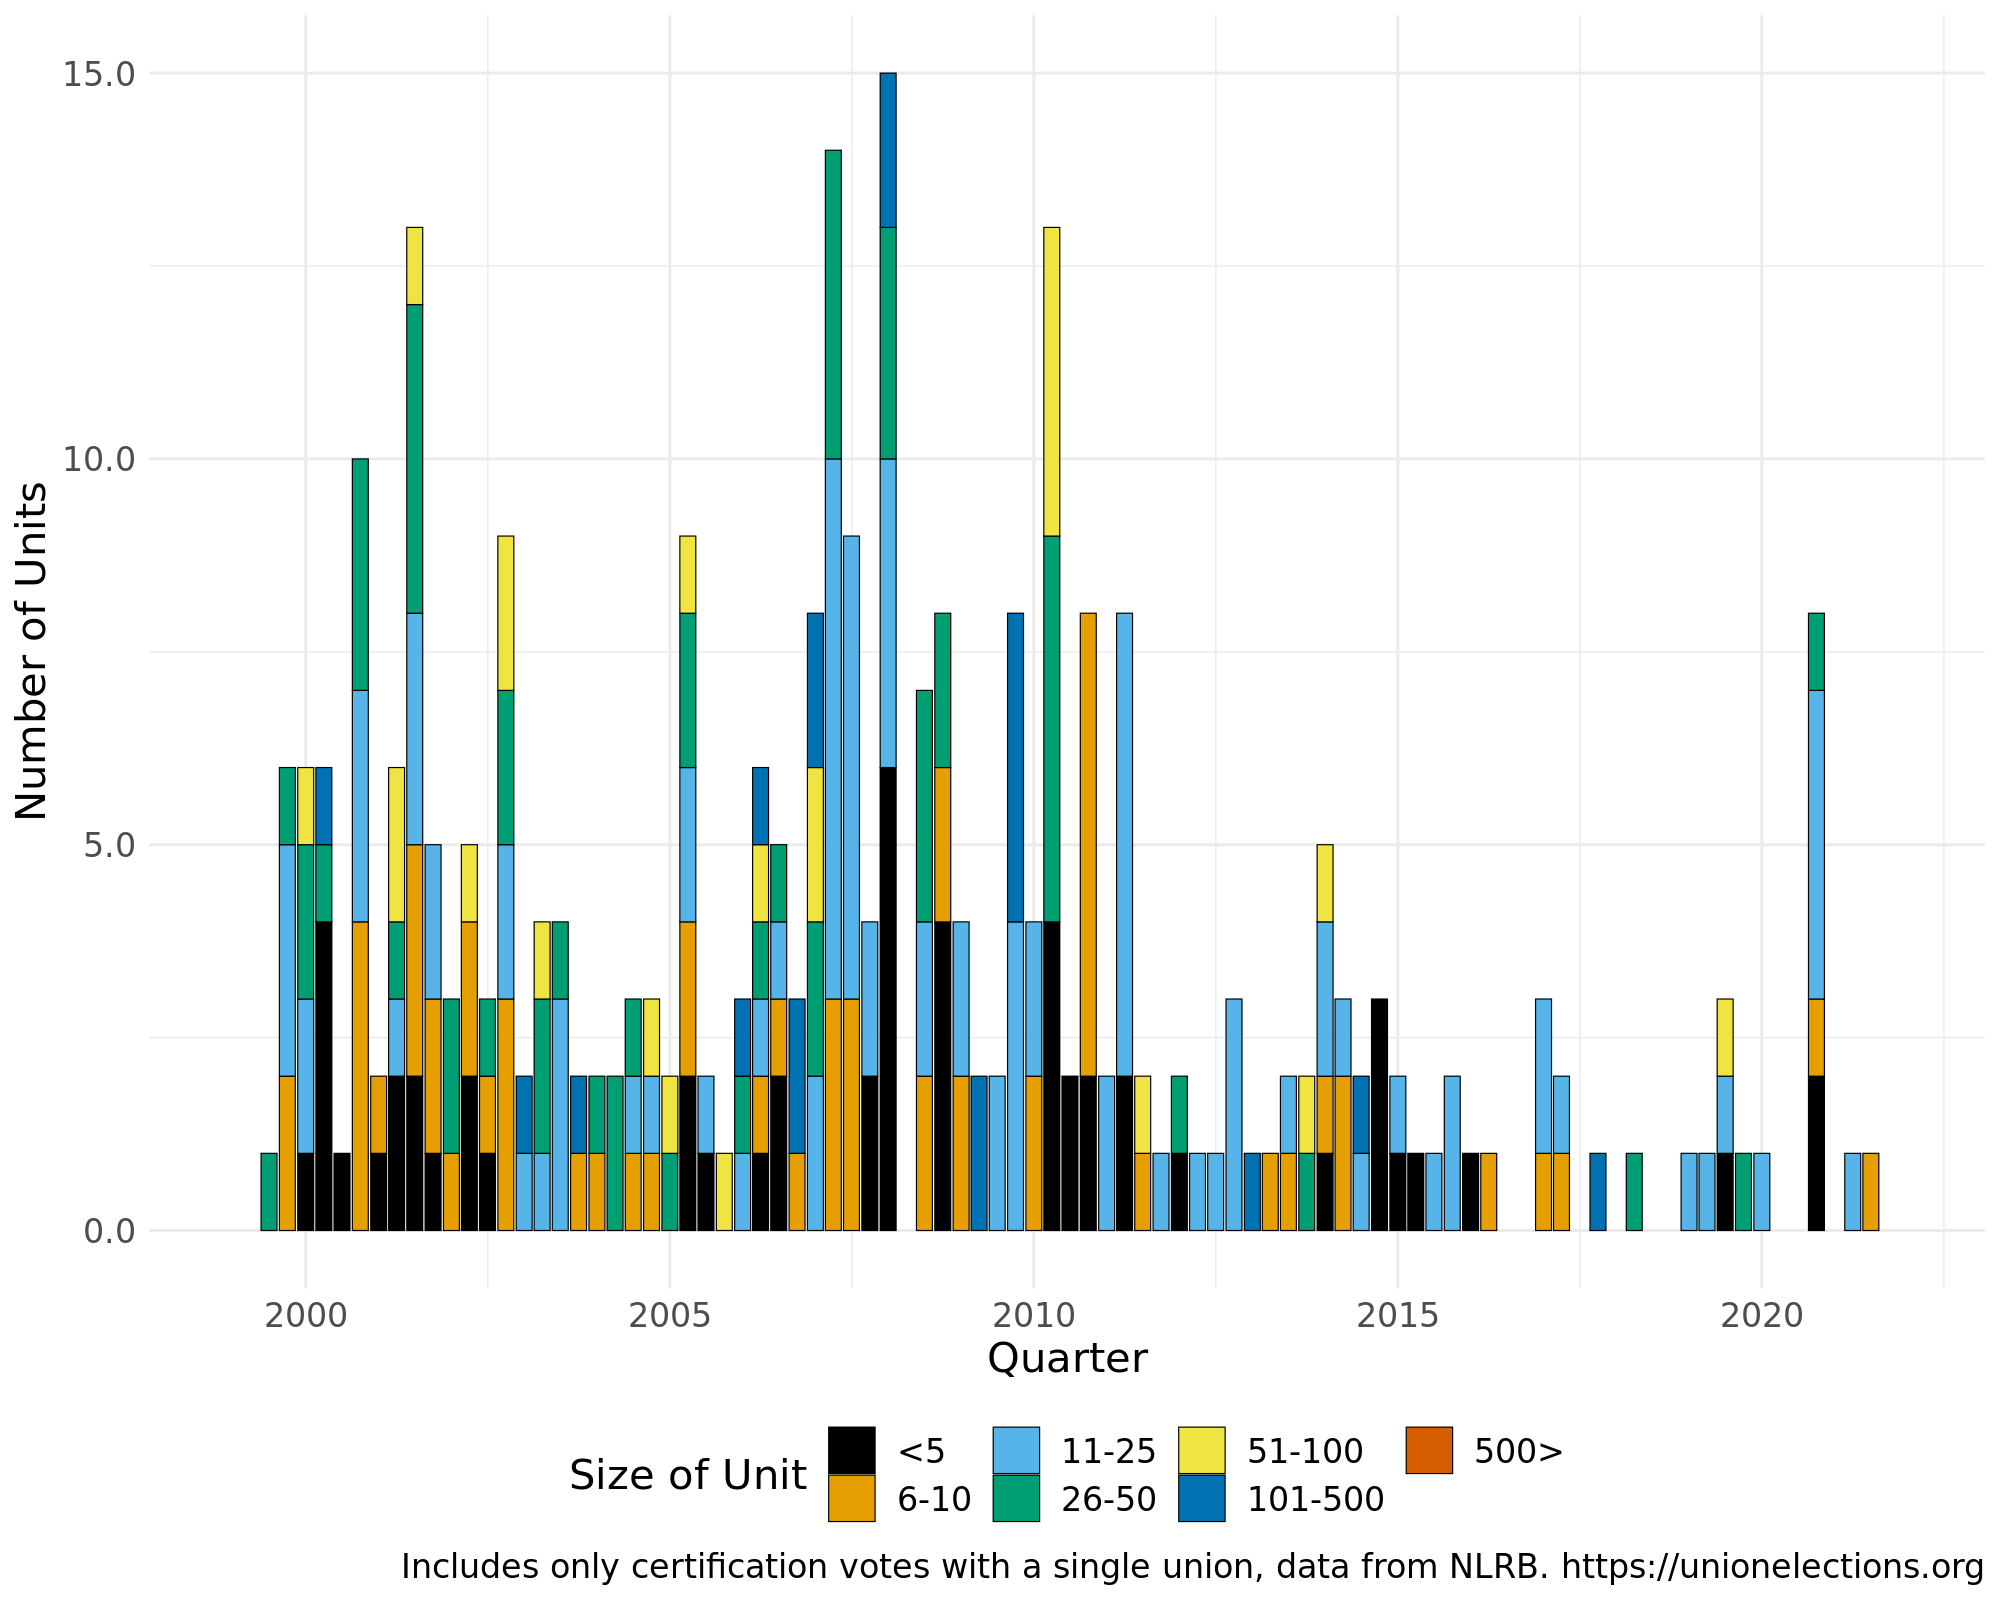 15.0
10.0
5.0
0.0
Number of Units
2000 2005 2010 2015 2020
Quarter
Size of Unit
<5 11-25 51-100 500>
6-10 26-50 101-500
Includes only certification votes with a single union, data from NLRB. https://unionelections.org